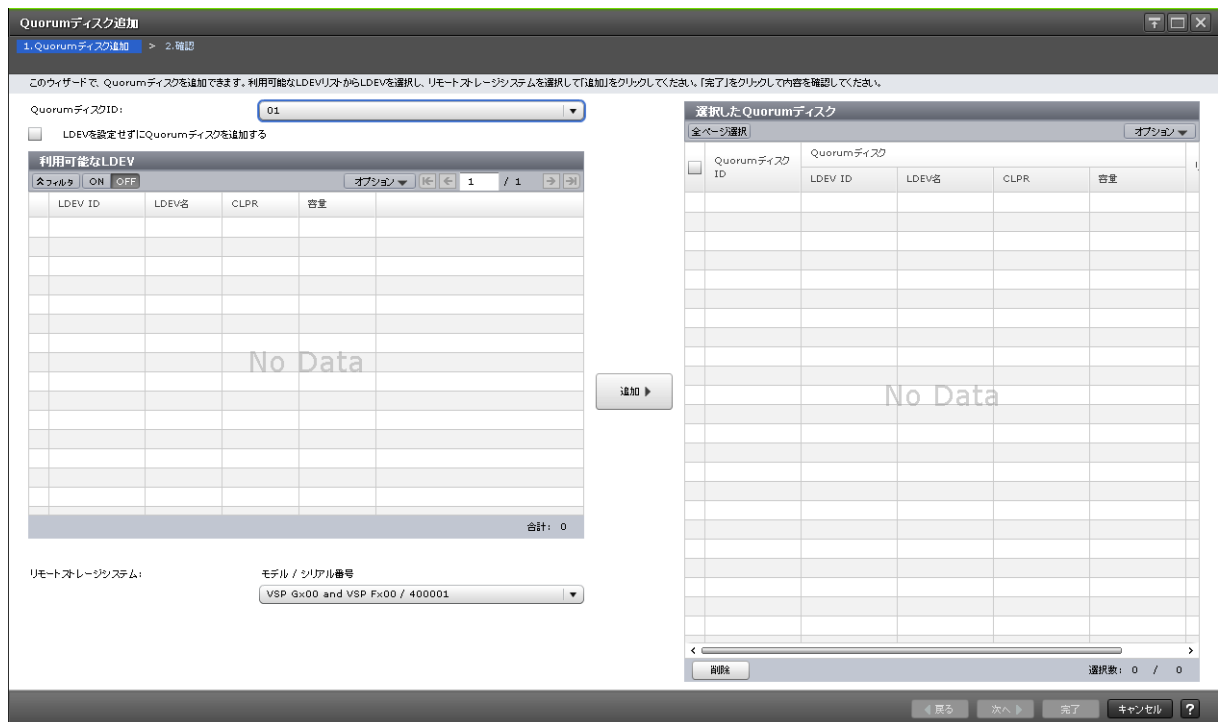 Quorumディスク追加
1.Quorumディスク追加 > 2.確認
このウィザードで、Quorumディスクを追加できます。利用可能なLDEVリストからLDEVを選択し、リモートストレージシステムを選択して「追加」をクリックしてください。「完了」をクリックして内容を確認してください。
QuorumディスクID: 01
LDEVを設定せずにQuorumディスクを追加する
利用可能なLDEV
フィルタ ON OFF オプション 1 / 1
LDEV ID LDEV名 CLPR 容量
No Data
合計: 0
リモートストレージシステム: モデル / シリアル番号
VSP Gx00 and VSP Fx00 / 400001
追加
選択したQuorumディスク
全ページ選択 オプション
QuorumディスクID Quorumディスク
LDEV ID LDEV名 CLPR 容量
No Data
削除 選択数: 0 / 0
戻る 次へ 完了 キャンセル ?